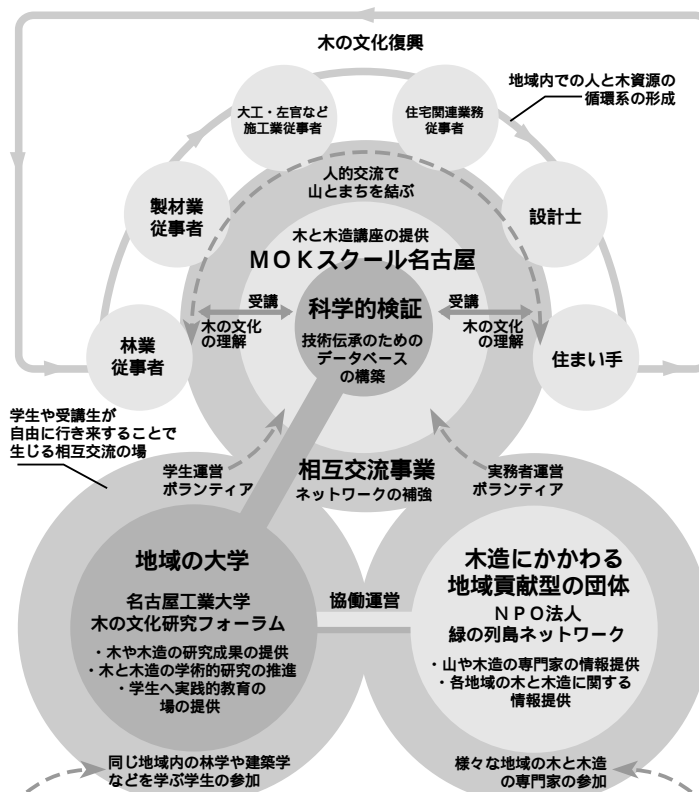 木の文化復興
地域内での人と木資源の
循環系の形成
大工・左官など
施工業従事者
住宅関連業務
従事者
人的交流で
山とまちを結ぶ
製材業
従事者
設計士
木と木造講座の提供
MOKスクール名古屋
受講
科学的検証
受講
木の文化
の理解
技術伝承のための
データベース
の構築
木の文化
の理解
林業
従事者
住まい手
学生や受講生が
自由に行き来することで
生じる相互交流の場
学生運営
ボランティア
相互交流事業
ネットワークの補強
実務者運営
ボランティア
地域の大学
名古屋工業大学
木の文化研究フォーラム
・木や木造の研究成果の提供
・木と木造の学術的研究の推進
・学生へ実践的教育の
場の提供
協働運営
木造にかかわる
地域貢献型の団体
NPO法人
緑の列島ネットワーク
・山や木造の専門家の情報提供
・各地域の木と木造に関する
情報提供
同じ地域内の林学や建築学
などを学ぶ学生の参加
様々な地域の木と木造
の専門家の参加